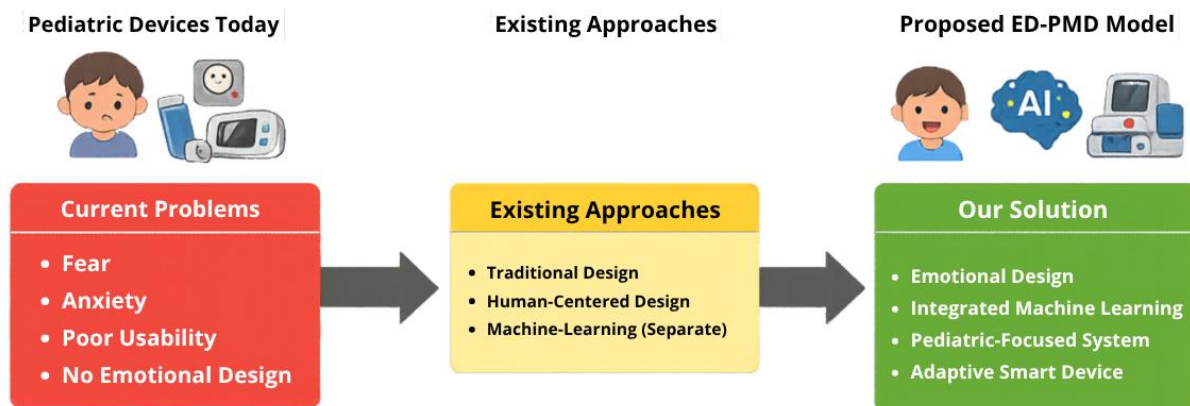 Pediatric Devices Today
Existing Approaches
Proposed ED-PMD Model
AI
Current Problems
• Fear
• Anxiety
• Poor Usability
• No Emotional Design
Existing Approaches
• Traditional Design
• Human-Centered Design
• Machine-Learning (Separate)
Our Solution
• Emotional Design
• Integrated Machine Learning
• Pediatric-Focused System
• Adaptive Smart Device